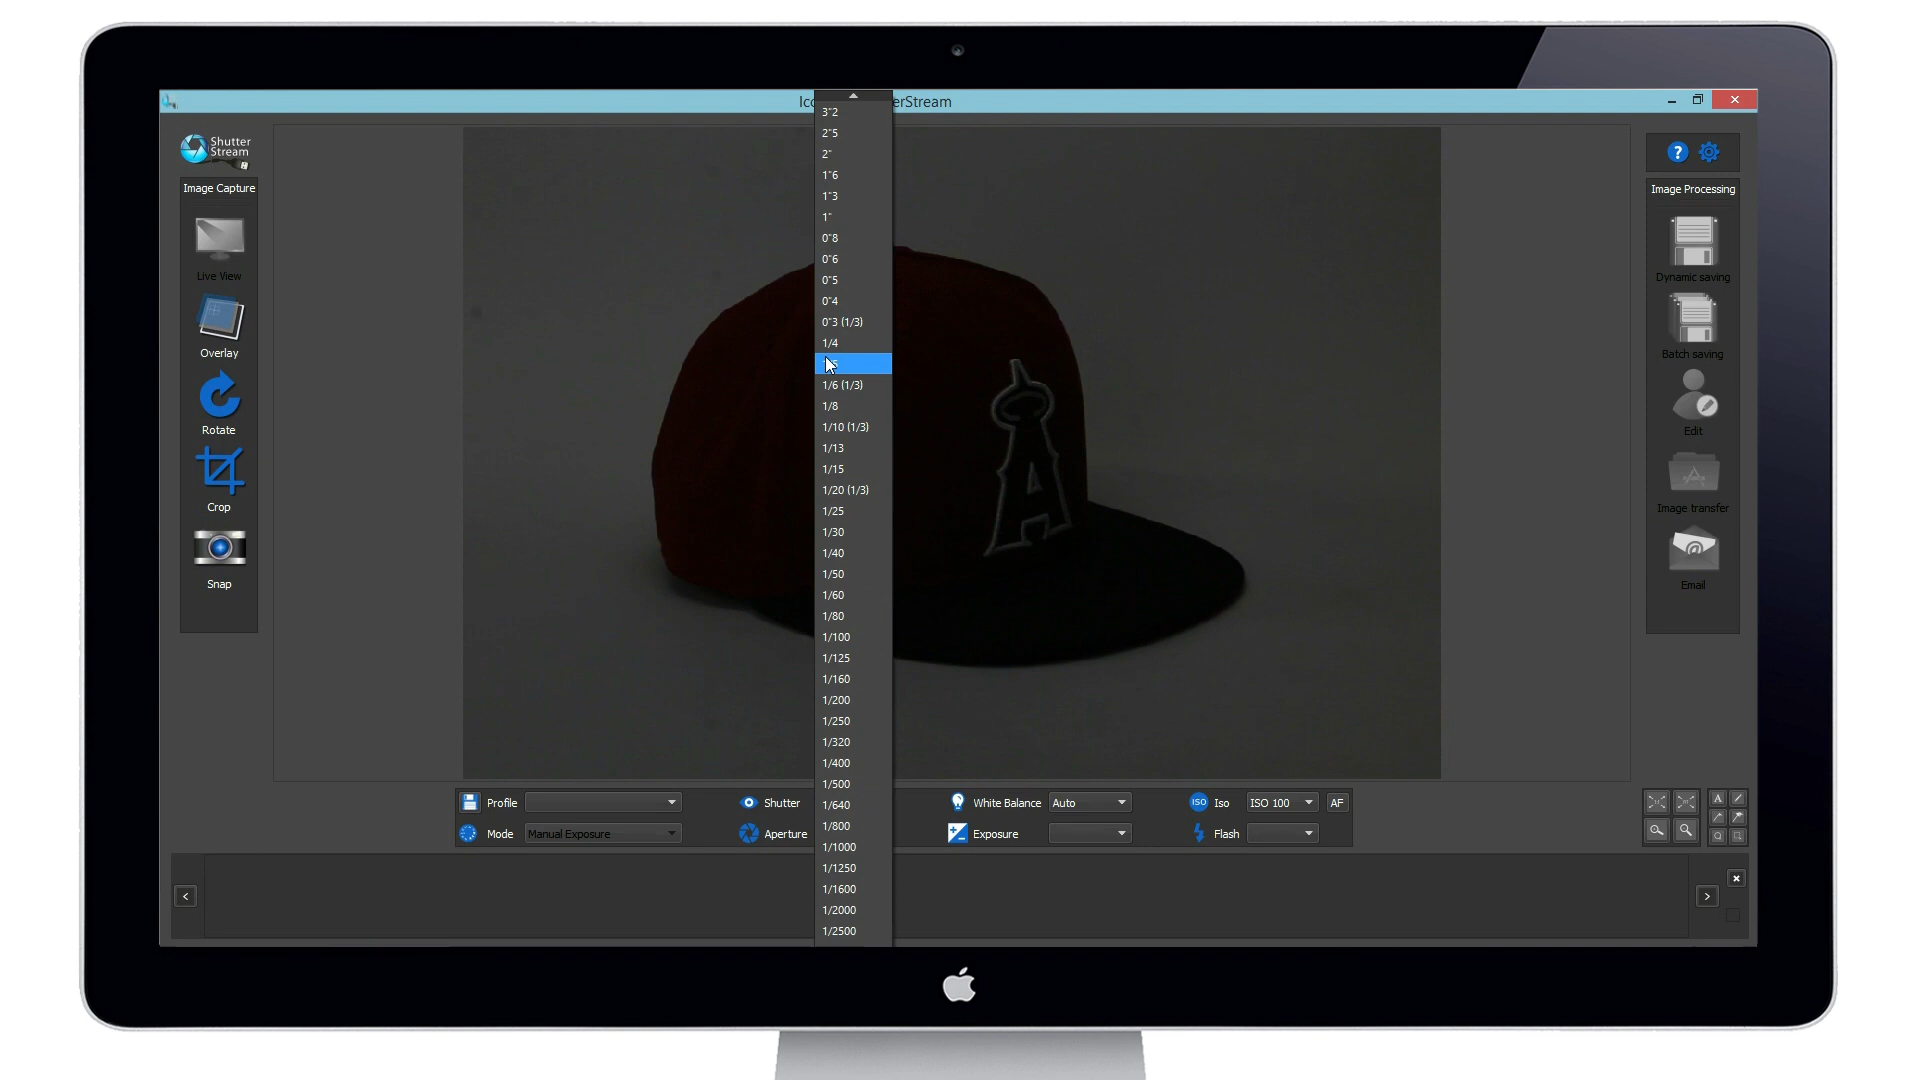 Ico
erStream
Shutter
Stream
Image Capture
Live View
Overlay
Rotate
Crop
Snap
3"2
2"5
2"
1"6
1"3
1"
0"8
0"6
0"5
0"4
0"3 (1/3)
1/4
1/6 (1/3)
1/8
1/10 (1/3)
1/13
1/15
1/20 (1/3)
1/25
1/30
1/40
1/50
1/60
1/80
1/100
1/125
1/160
1/200
1/250
1/320
1/400
1/500
1/640
1/800
1/1000
1/1250
1/1600
1/2000
1/2500
A
?
Image Processing
Dynamic saving
Batch saving
Edit
Image transfer
Email
Profile
Shutter
White Balance Auto
ISO Iso ISO 100 AF
Mode Manual Exposure
Aperture
Exposure
Flash
A